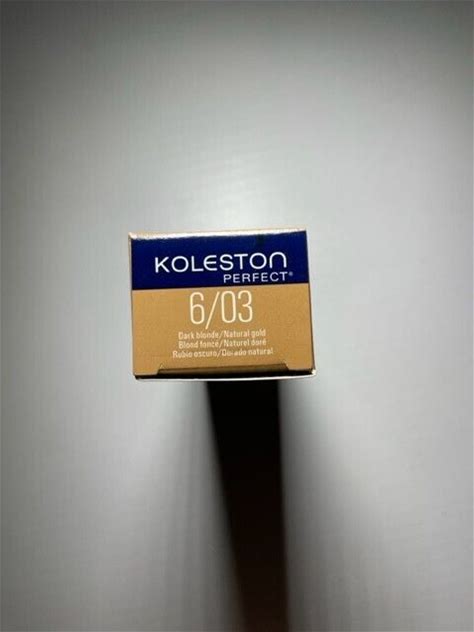 KOLESTON
PERFECT®
6/03
Dark blonde/Natural gold
Blond foncé/Naturel doré
Rubio oscuro/Dorado natural